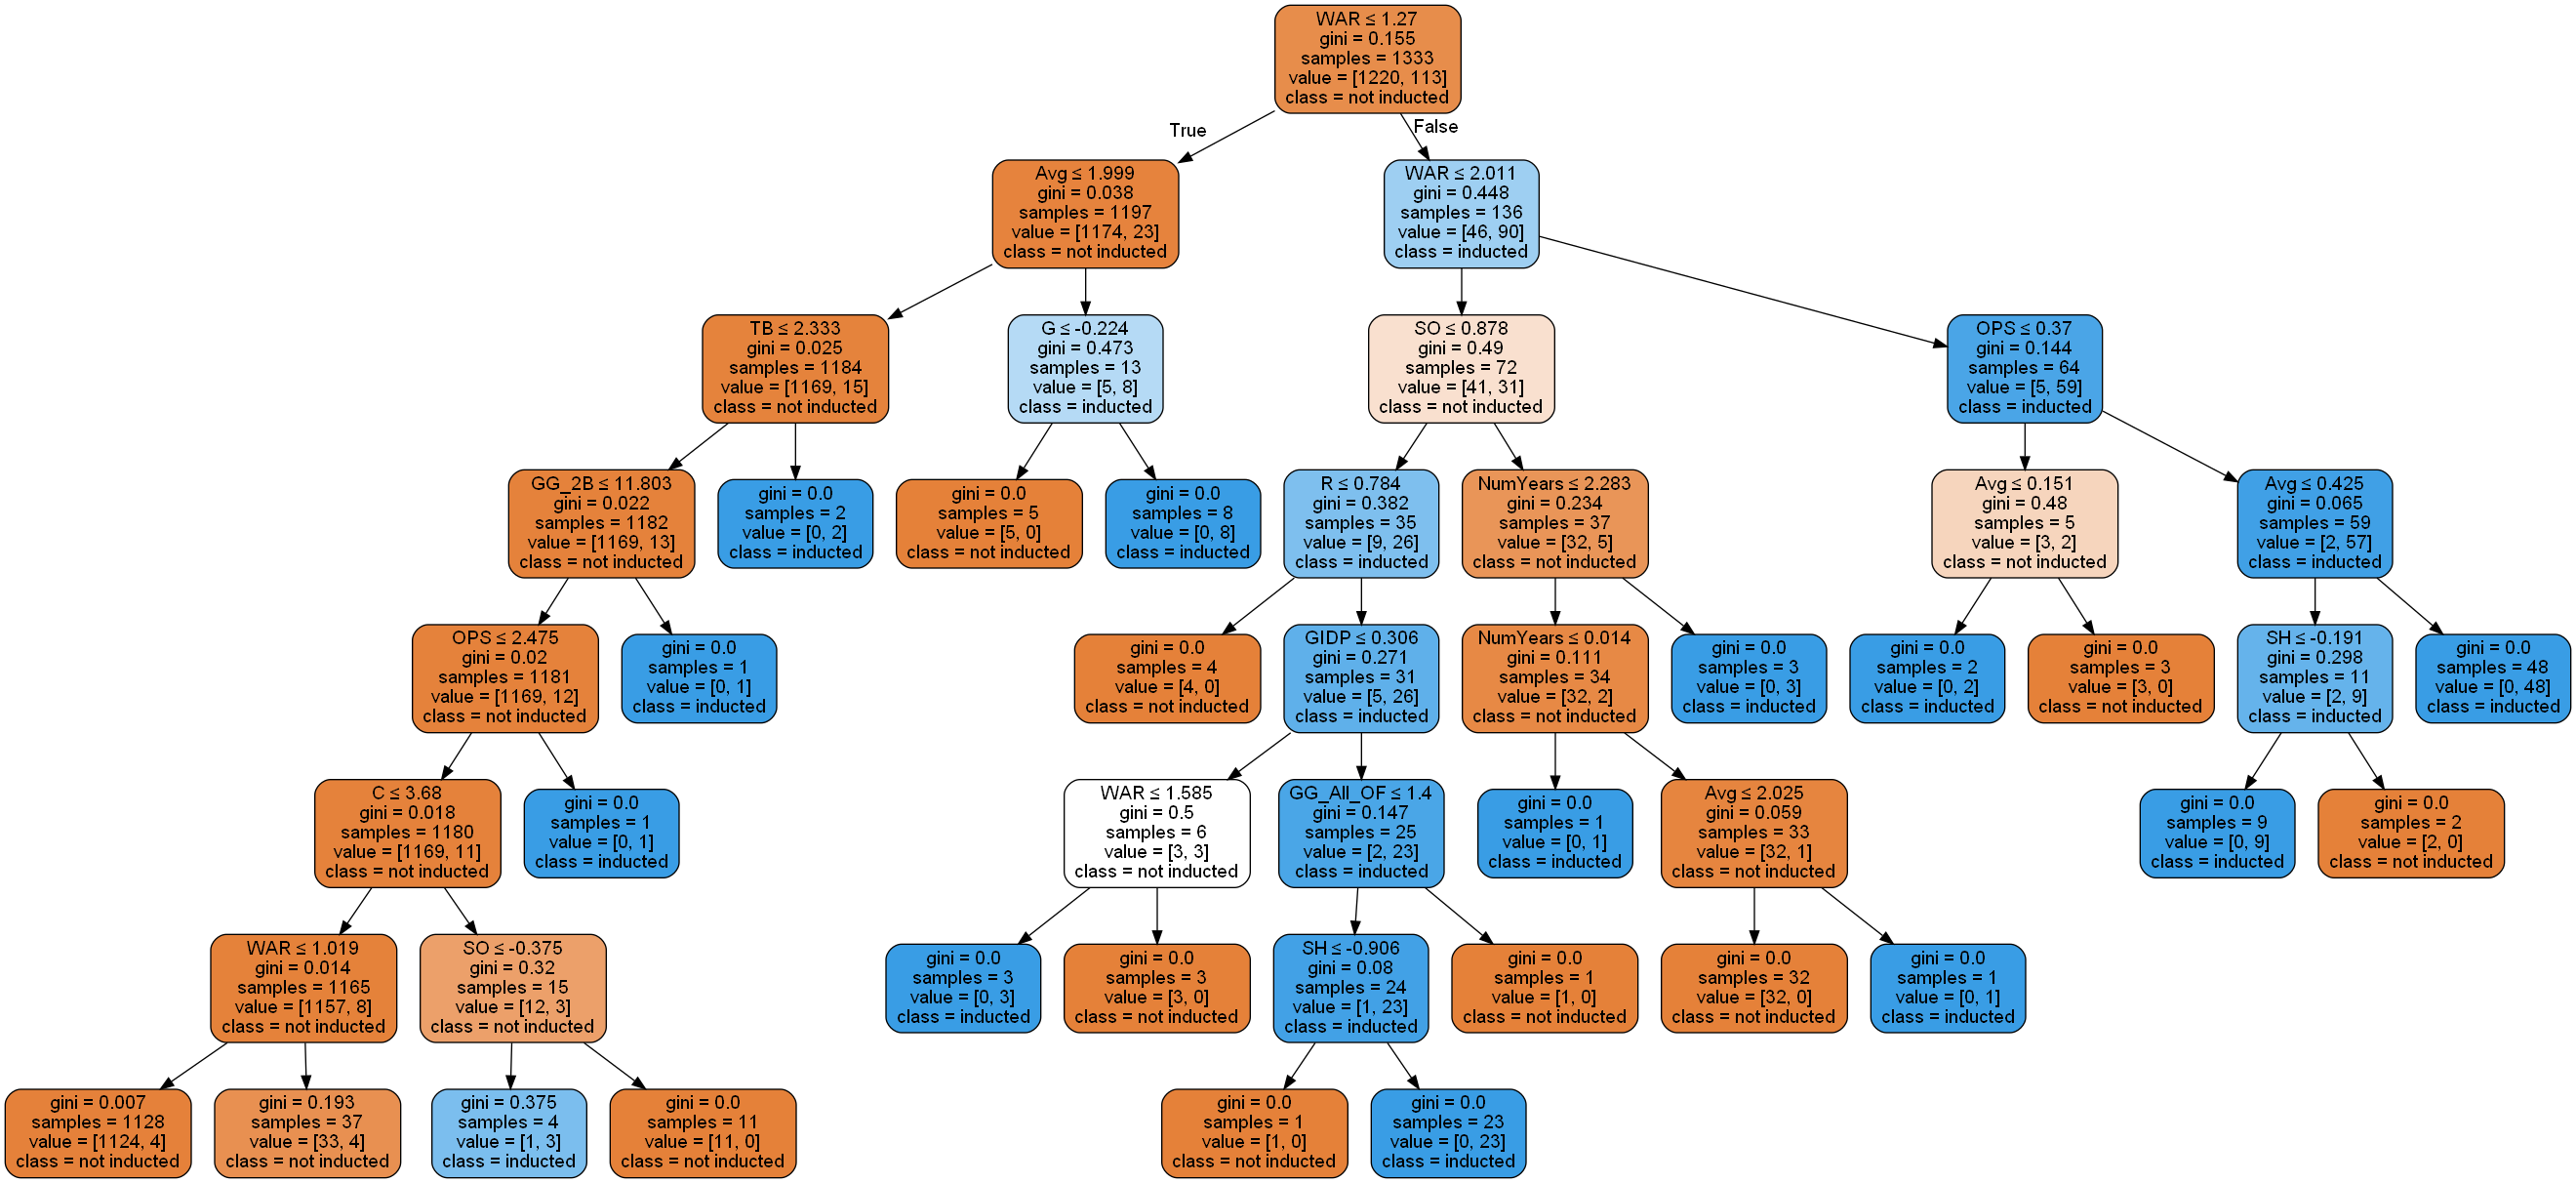 WAR ≤ 1.27
gini = 0.155
samples = 1333
value = [1220, 113]
class = not inducted
True
False
Avg ≤ 1.999
gini = 0.038
samples = 1197
value = [1174, 23]
class = not inducted
WAR ≤ 2.011
gini = 0.448
samples = 136
value = [46, 90]
class = inducted
TB ≤ 2.333
gini = 0.025
samples = 1184
value = [1169, 15]
class = not inducted
G ≤ -0.224
gini = 0.473
samples = 13
value = [5, 8]
class = inducted
SO ≤ 0.878
gini = 0.49
samples = 72
value = [41, 31]
class = not inducted
OPS ≤ 0.37
gini = 0.144
samples = 64
value = [5, 59]
class = inducted
GG_2B ≤ 11.803
gini = 0.022
samples = 1182
value = [1169, 13]
class = not inducted
gini = 0.0
samples = 2
value = [0, 2]
class = inducted
gini = 0.0
samples = 5
value = [5, 0]
class = not inducted
gini = 0.0
samples = 8
value = [0, 8]
class = inducted
R ≤ 0.784
gini = 0.382
samples = 35
value = [9, 26]
class = inducted
NumYears ≤ 2.283
gini = 0.234
samples = 37
value = [32, 5]
class = not inducted
Avg ≤ 0.151
gini = 0.48
samples = 5
value = [3, 2]
class = not inducted
Avg ≤ 0.425
gini = 0.065
samples = 59
value = [2, 57]
class = inducted
OPS ≤ 2.475
gini = 0.02
samples = 1181
value = [1169, 12]
class = not inducted
gini = 0.0
samples = 1
value = [0, 1]
class = inducted
gini = 0.0
samples = 4
value = [4, 0]
class = not inducted
GIDP ≤ 0.306
gini = 0.271
samples = 31
value = [5, 26]
class = inducted
NumYears ≤ 0.014
gini = 0.111
samples = 34
value = [32, 2]
class = not inducted
gini = 0.0
samples = 3
value = [0, 3]
class = inducted
gini = 0.0
samples = 2
value = [0, 2]
class = inducted
gini = 0.0
samples = 3
value = [3, 0]
class = not inducted
SH ≤ -0.191
gini = 0.298
samples = 11
value = [2, 9]
class = inducted
gini = 0.0
samples = 48
value = [0, 48]
class = inducted
C ≤ 3.68
gini = 0.018
samples = 1180
value = [1169, 11]
class = not inducted
gini = 0.0
samples = 1
value = [0, 1]
class = inducted
WAR ≤ 1.585
gini = 0.5
samples = 6
value = [3, 3]
class = not inducted
GG_All_OF ≤ 1.4
gini = 0.147
samples = 25
value = [2, 23]
class = inducted
gini = 0.0
samples = 1
value = [0, 1]
class = inducted
Avg ≤ 2.025
gini = 0.059
samples = 33
value = [32, 1]
class = not inducted
gini = 0.0
samples = 9
value = [0, 9]
class = inducted
gini = 0.0
samples = 2
value = [2, 0]
class = not inducted
WAR ≤ 1.019
gini = 0.014
samples = 1165
value = [1157, 8]
class = not inducted
SO ≤ -0.375
gini = 0.32
samples = 15
value = [12, 3]
class = not inducted
gini = 0.0
samples = 3
value = [0, 3]
class = inducted
gini = 0.0
samples = 3
value = [3, 0]
class = not inducted
SH ≤ -0.906
gini = 0.08
samples = 24
value = [1, 23]
class = inducted
gini = 0.0
samples = 1
value = [1, 0]
class = not inducted
gini = 0.0
samples = 32
value = [32, 0]
class = not inducted
gini = 0.0
samples = 1
value = [0, 1]
class = inducted
gini = 0.007
samples = 1128
value = [1124, 4]
class = not inducted
gini = 0.193
samples = 37
value = [33, 4]
class = not inducted
gini = 0.375
samples = 4
value = [1, 3]
class = inducted
gini = 0.0
samples = 11
value = [11, 0]
class = not inducted
gini = 0.0
samples = 1
value = [1, 0]
class = not inducted
gini = 0.0
samples = 23
value = [0, 23]
class = inducted